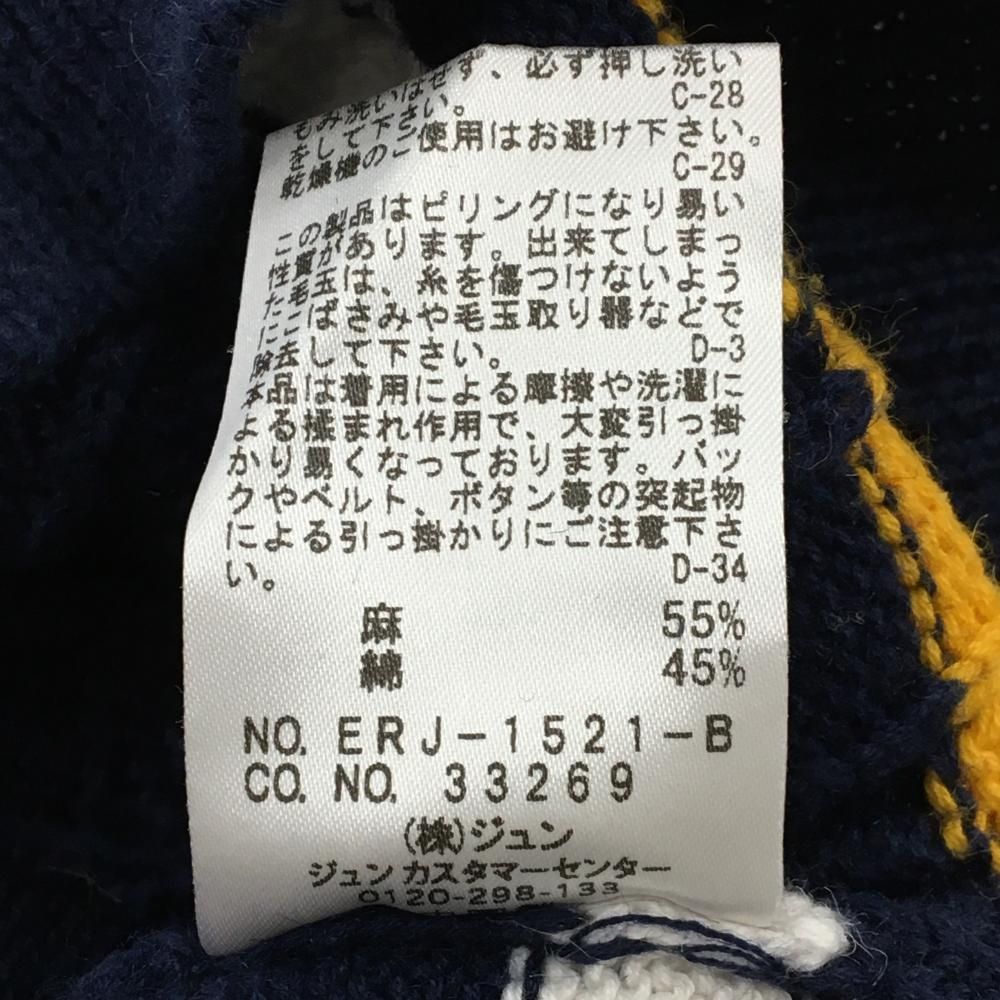 もみ洗いはせず、必ず押し洗い
をして下さい。 C-28
乾燥機のご使用はお避け下さい。
C-29
この製品はピリングになり易い
性質があります。出来てしまっ
た毛玉は、糸を傷つけないよう
にこばさみや毛玉取り器などで
除去して下さい。 D-3
本品は着用による摩擦や洗濯に
よる揉まれ作用で、大変引っ掛
かり易くなっております。バッ
クやベルト、ボタン等の突起物
による引っ掛かりにご注意下さ
い。 D-34
麻 55%
綿 45%
NO. ERJ-1521-B
CO. NO. 33269
(株)ジュン
ジュンカスタマーセンター
0120-298-133